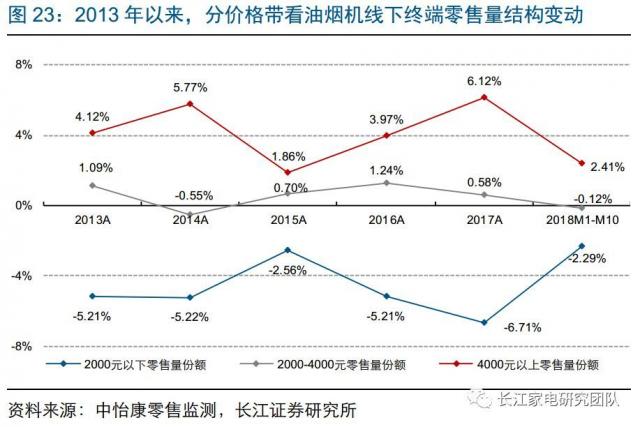 图 23：2013 年以来，分价格带看油烟机线下终端零售量结构变动
8%
4%
0%
-4%
-8%
4.12%
5.77%
1.86%
3.97%
6.12%
2.41%
1.09%
-0.55%
0.70%
1.24%
0.58%
-0.12%
2013A
2014A
2015A
2016A
2017A
2018M1-M10
-5.21%
-5.22%
-2.56%
-5.21%
-6.71%
-2.29%
2000元以下零售量份额
2000-4000元零售量份额
4000元以上零售量份额
长江家电研究团队
资料来源：中怡康零售监测，长江证券研究所